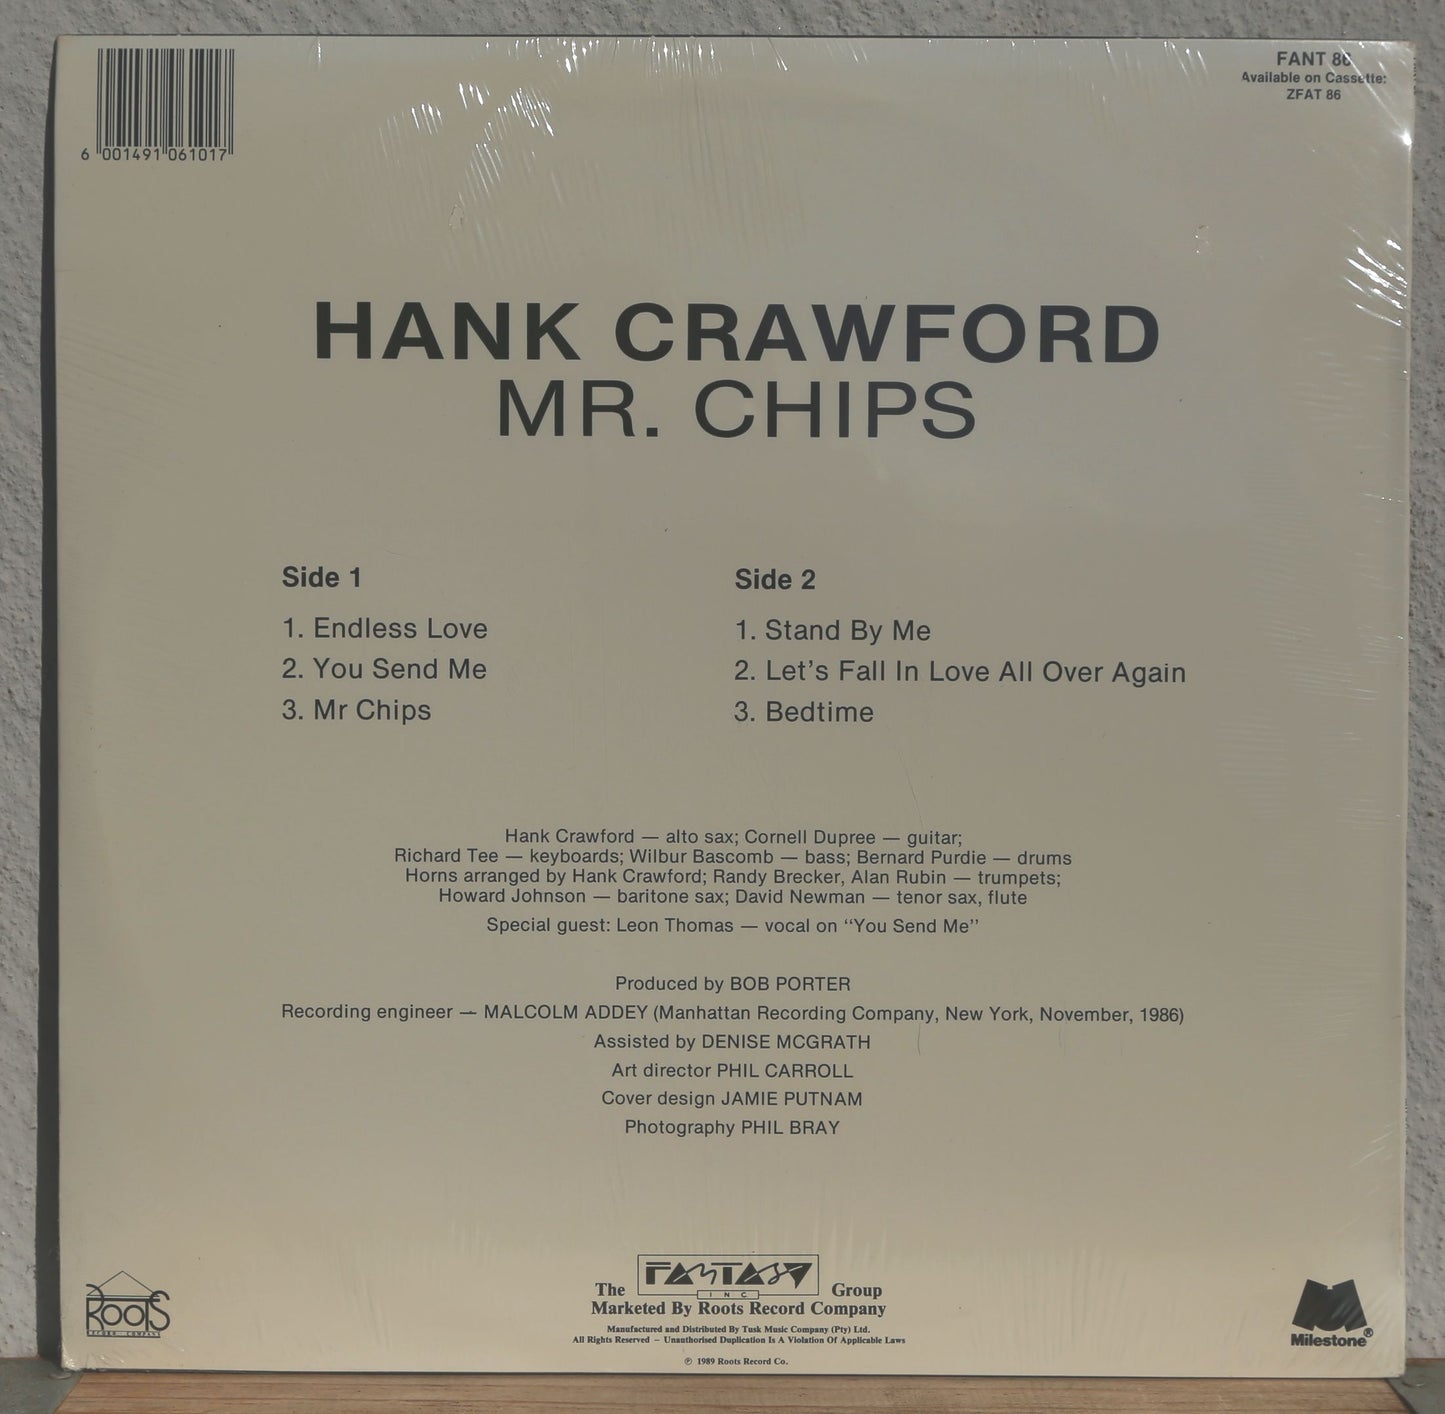 6 001491 061017
FANT 86
Available on Cassette:
ZFAT 86
HANK CRAWFORD
MR. CHIPS
Side 1
1. Endless Love
2. You Send Me
3. Mr Chips
Side 2
1. Stand By Me
2. Let's Fall In Love All Over Again
3. Bedtime
Hank Crawford — alto sax; Cornell Dupree — guitar;
Richard Tee — keyboards; Wilbur Bascomb — bass; Bernard Purdie — drums
Horns arranged by Hank Crawford; Randy Brecker, Alan Rubin — trumpets;
Howard Johnson — baritone sax; David Newman — tenor sax, flute
Special guest: Leon Thomas — vocal on “You Send Me”
Produced by BOB PORTER
Recording engineer — MALCOLM ADDEY (Manhattan Recording Company, New York, November, 1986)
Assisted by DENISE MCGRATH
Art director PHIL CARROLL
Cover design JAMIE PUTNAM
Photography PHIL BRAY
ROOTS
RECORD COMPANY
The FANTASY Group
INC.
Marketed By Roots Record Company
Manufactured and Distributed By Tusk Music Company (Pty) Ltd.
All Rights Reserved – Unauthorised Duplication Is A Violation Of Applicable Laws
℗ 1989 Roots Record Co.
Milestone®